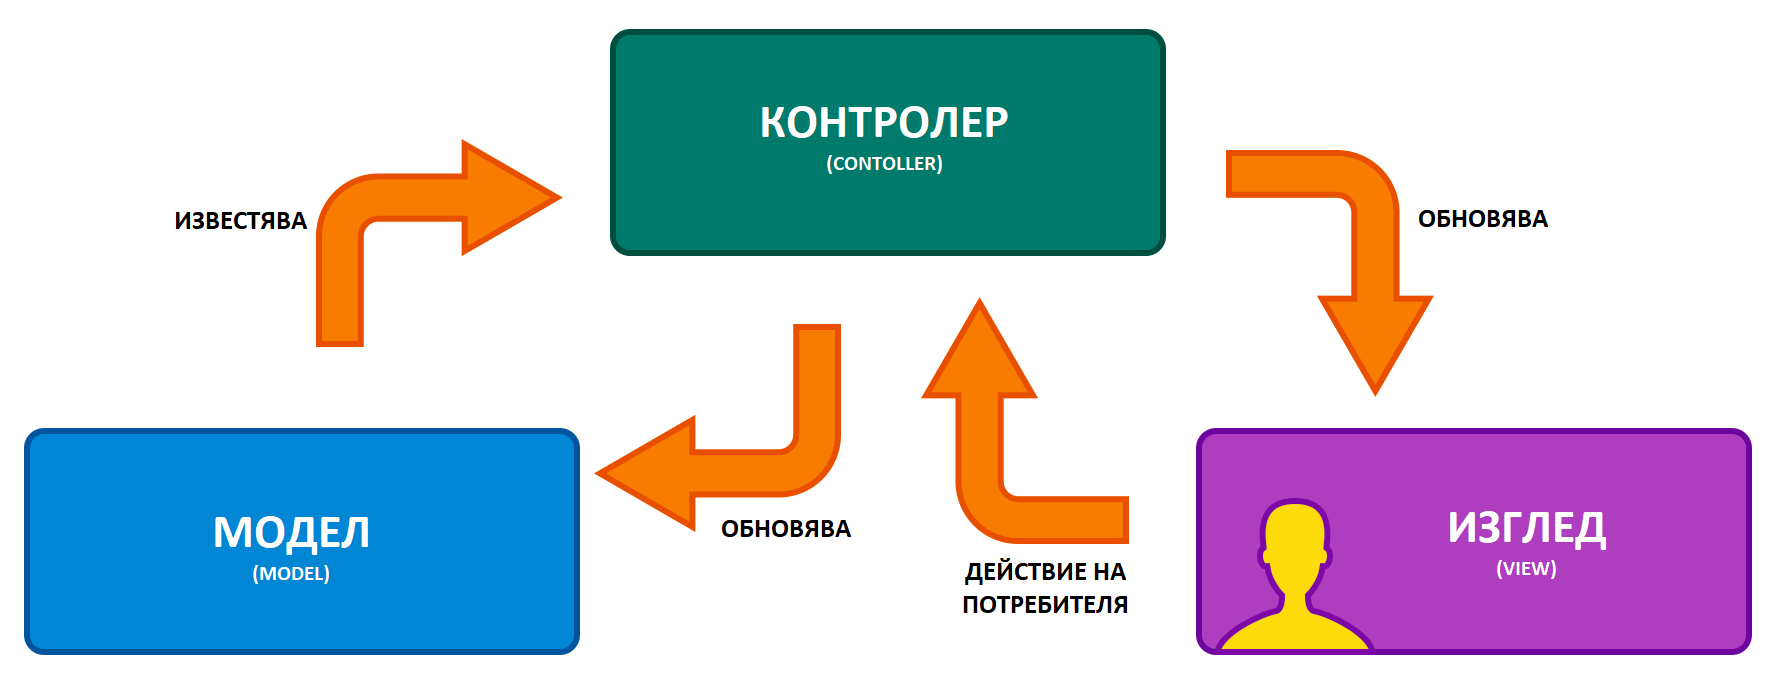 КОНТРОЛЕР
(CONTOLLER)
ИЗВЕСТЯВА
ОБНОВЯВА
ОБНОВЯВА
МОДЕЛ
(MODEL)
ДЕЙСТВИЕ НА
ПОТРЕБИТЕЛЯ
ИЗГЛЕД
(VIEW)